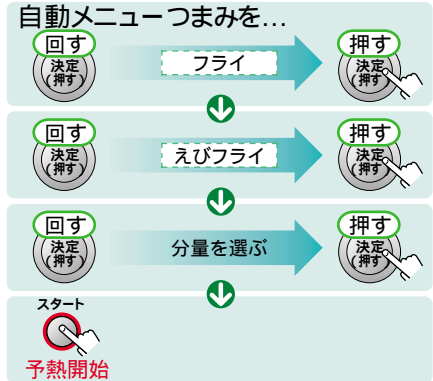 自動メニューつまみを…
回す
決定
(押す)
フライ
押す
決定
(押す)
回す
決定
(押す)
えびフライ
押す
決定
(押す)
回す
決定
(押す)
分量を選ぶ
押す
決定
(押す)
スタート
予熱開始